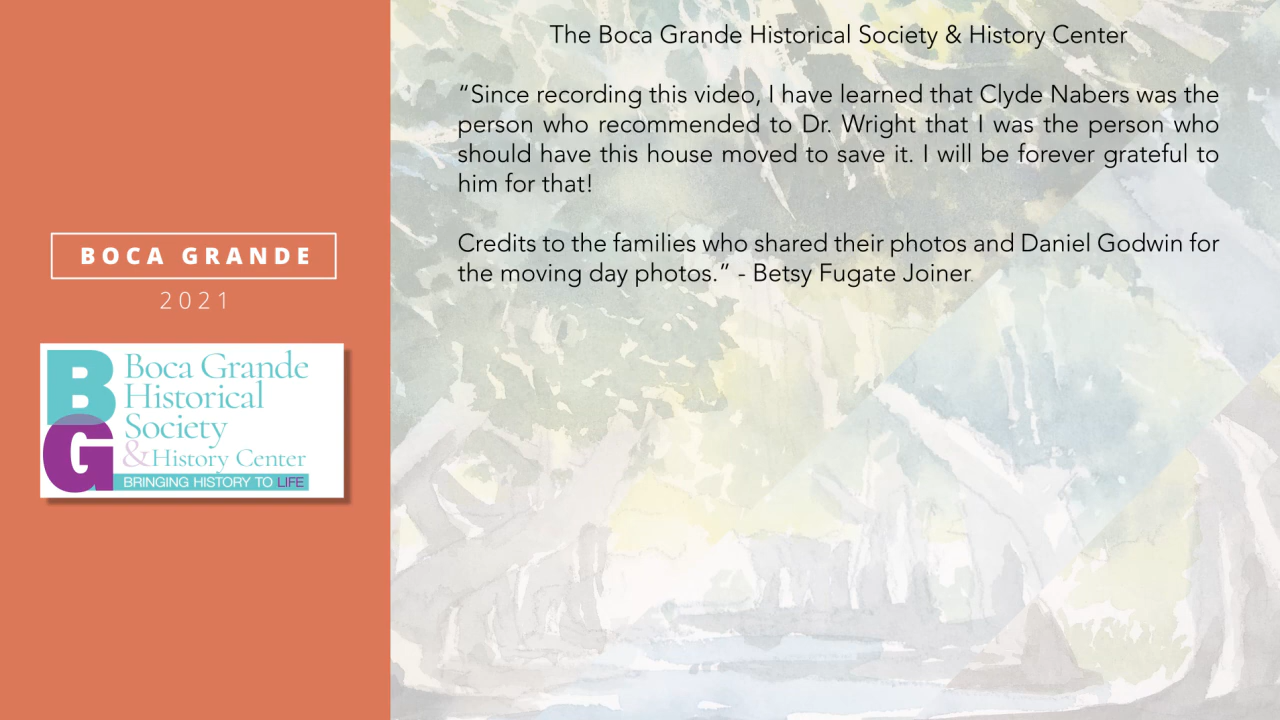 BOCA GRANDE
2021
BG
Boca Grande
Historical
Society
& History Center
BRINGING HISTORY TO LIFE
The Boca Grande Historical Society & History Center
“Since recording this video, I have learned that Clyde Nabers was the
person who recommended to Dr. Wright that I was the person who
should have this house moved to save it. I will be forever grateful to
him for that!
Credits to the families who shared their photos and Daniel Godwin for
the moving day photos.” - Betsy Fugate Joiner.